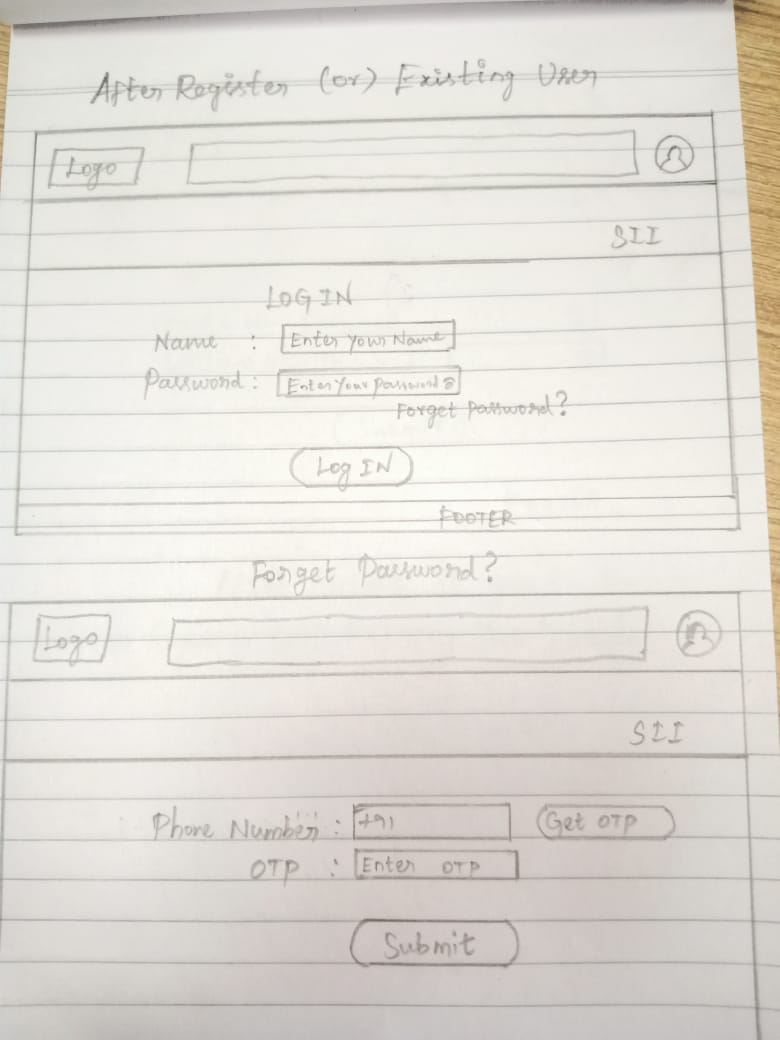 After Register (or) Existing User
Logo
SII
LOG IN
Name : Enter your Name
Password : Enter Your Password
Forget Password?
Log IN
FOOTER
Forget Password?
Logo
SII
Phone Number : +91 Get OTP
OTP : Enter OTP
Submit